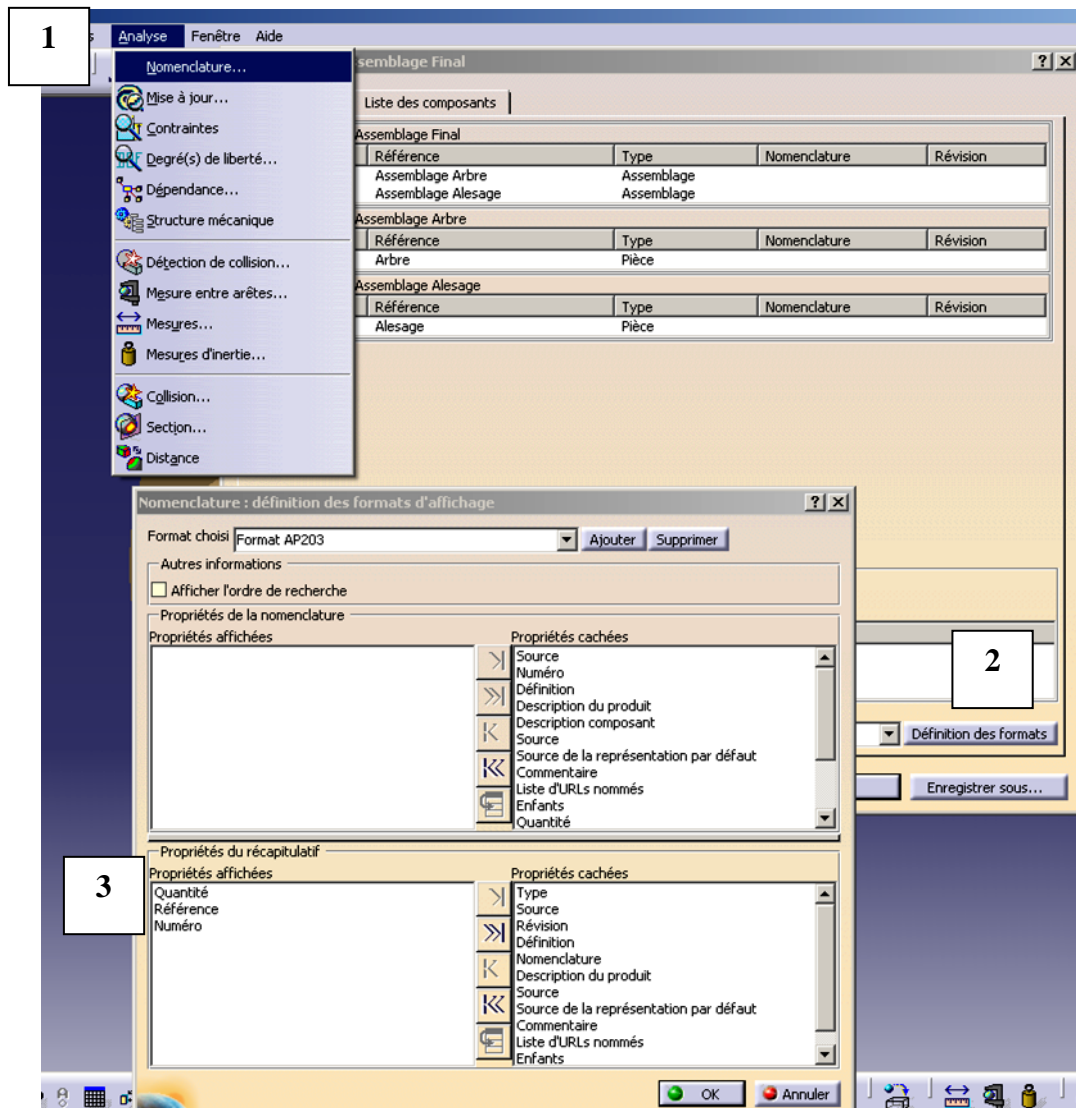 1
s Analyse Fenêtre Aide
Nomenclature...
Mise à jour...
Contraintes
Degré(s) de liberté...
Dépendance...
Structure mécanique
Détection de collision...
Mesure entre arêtes...
Mesures...
Mesures d'inertie...
Collision...
Section...
Distance
semblage Final
Liste des composants
Assemblage Final
Référence Type Nomenclature Révision
Assemblage Arbre Assemblage
Assemblage Alesage Assemblage
Assemblage Arbre
Référence Type Nomenclature Révision
Arbre Pièce
Assemblage Alesage
Référence Type Nomenclature Révision
Alesage Pièce
2
Définition des formats
Enregistrer sous...
Nomenclature : définition des formats d'affichage
Format choisi Format AP203 Ajouter Supprimer
Autres informations
Afficher l'ordre de recherche
Propriétés de la nomenclature
Propriétés affichées Propriétés cachées
Source
Numéro
Définition
Description du produit
Description composant
Source
Source de la représentation par défaut
Commentaire
Liste d'URLs nommés
Enfants
Quantité
3
Propriétés du récapitulatif
Propriétés affichées Propriétés cachées
Quantité
Référence
Numéro
Type
Source
Révision
Définition
Nomenclature
Description du produit
Source
Source de la représentation par défaut
Commentaire
Liste d'URLs nommés
Enfants
OK Annuler